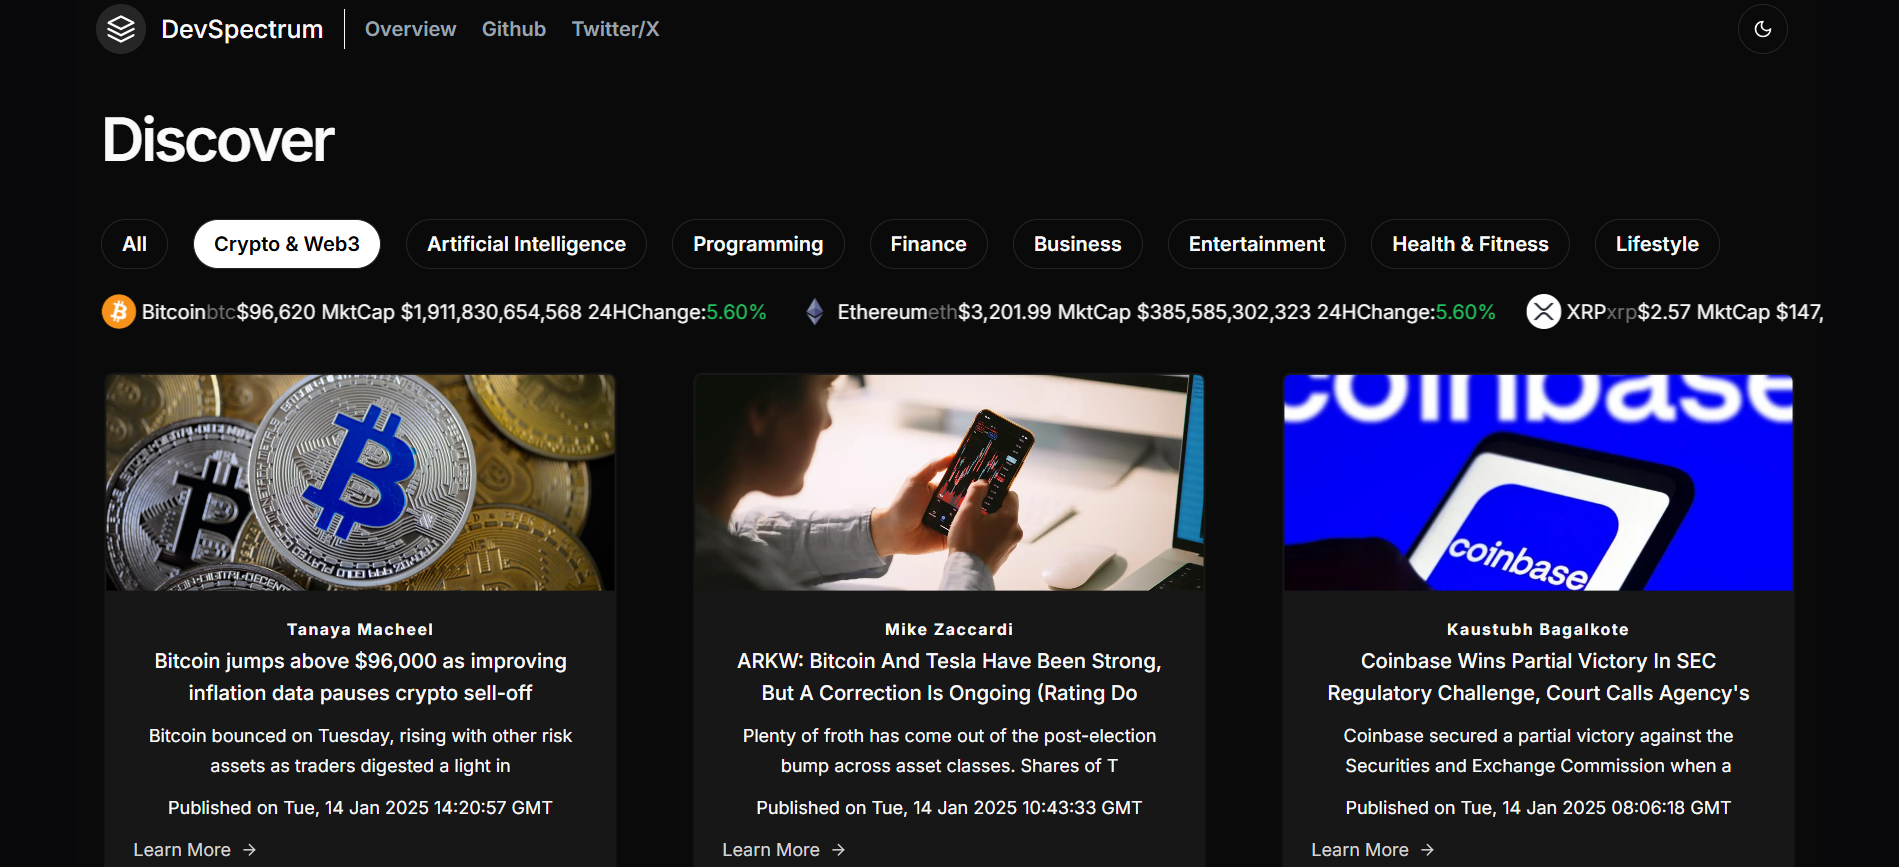 DevSpectrum
Overview Github Twitter/X
Discover
All Crypto & Web3 Artificial Intelligence Programming Finance Business Entertainment Health & Fitness Lifestyle
Bitcoinbtc$96,620 MktCap $1,911,830,654,568 24HChange:5.60% Ethereumeth$3,201.99 MktCap $385,585,302,323 24HChange:5.60% XRPxrp$2.57 MktCap $147,
coinbase
coinbase
Tanaya Macheel
Bitcoin jumps above $96,000 as improving
inflation data pauses crypto sell-off
Bitcoin bounced on Tuesday, rising with other risk
assets as traders digested a light in
Published on Tue, 14 Jan 2025 14:20:57 GMT
Learn More →
Mike Zaccardi
ARKW: Bitcoin And Tesla Have Been Strong,
But A Correction Is Ongoing (Rating Do
Plenty of froth has come out of the post-election
bump across asset classes. Shares of T
Published on Tue, 14 Jan 2025 10:43:33 GMT
Learn More →
Kaustubh Bagalkote
Coinbase Wins Partial Victory In SEC
Regulatory Challenge, Court Calls Agency's
Coinbase secured a partial victory against the
Securities and Exchange Commission when a
Published on Tue, 14 Jan 2025 08:06:18 GMT
Learn More →